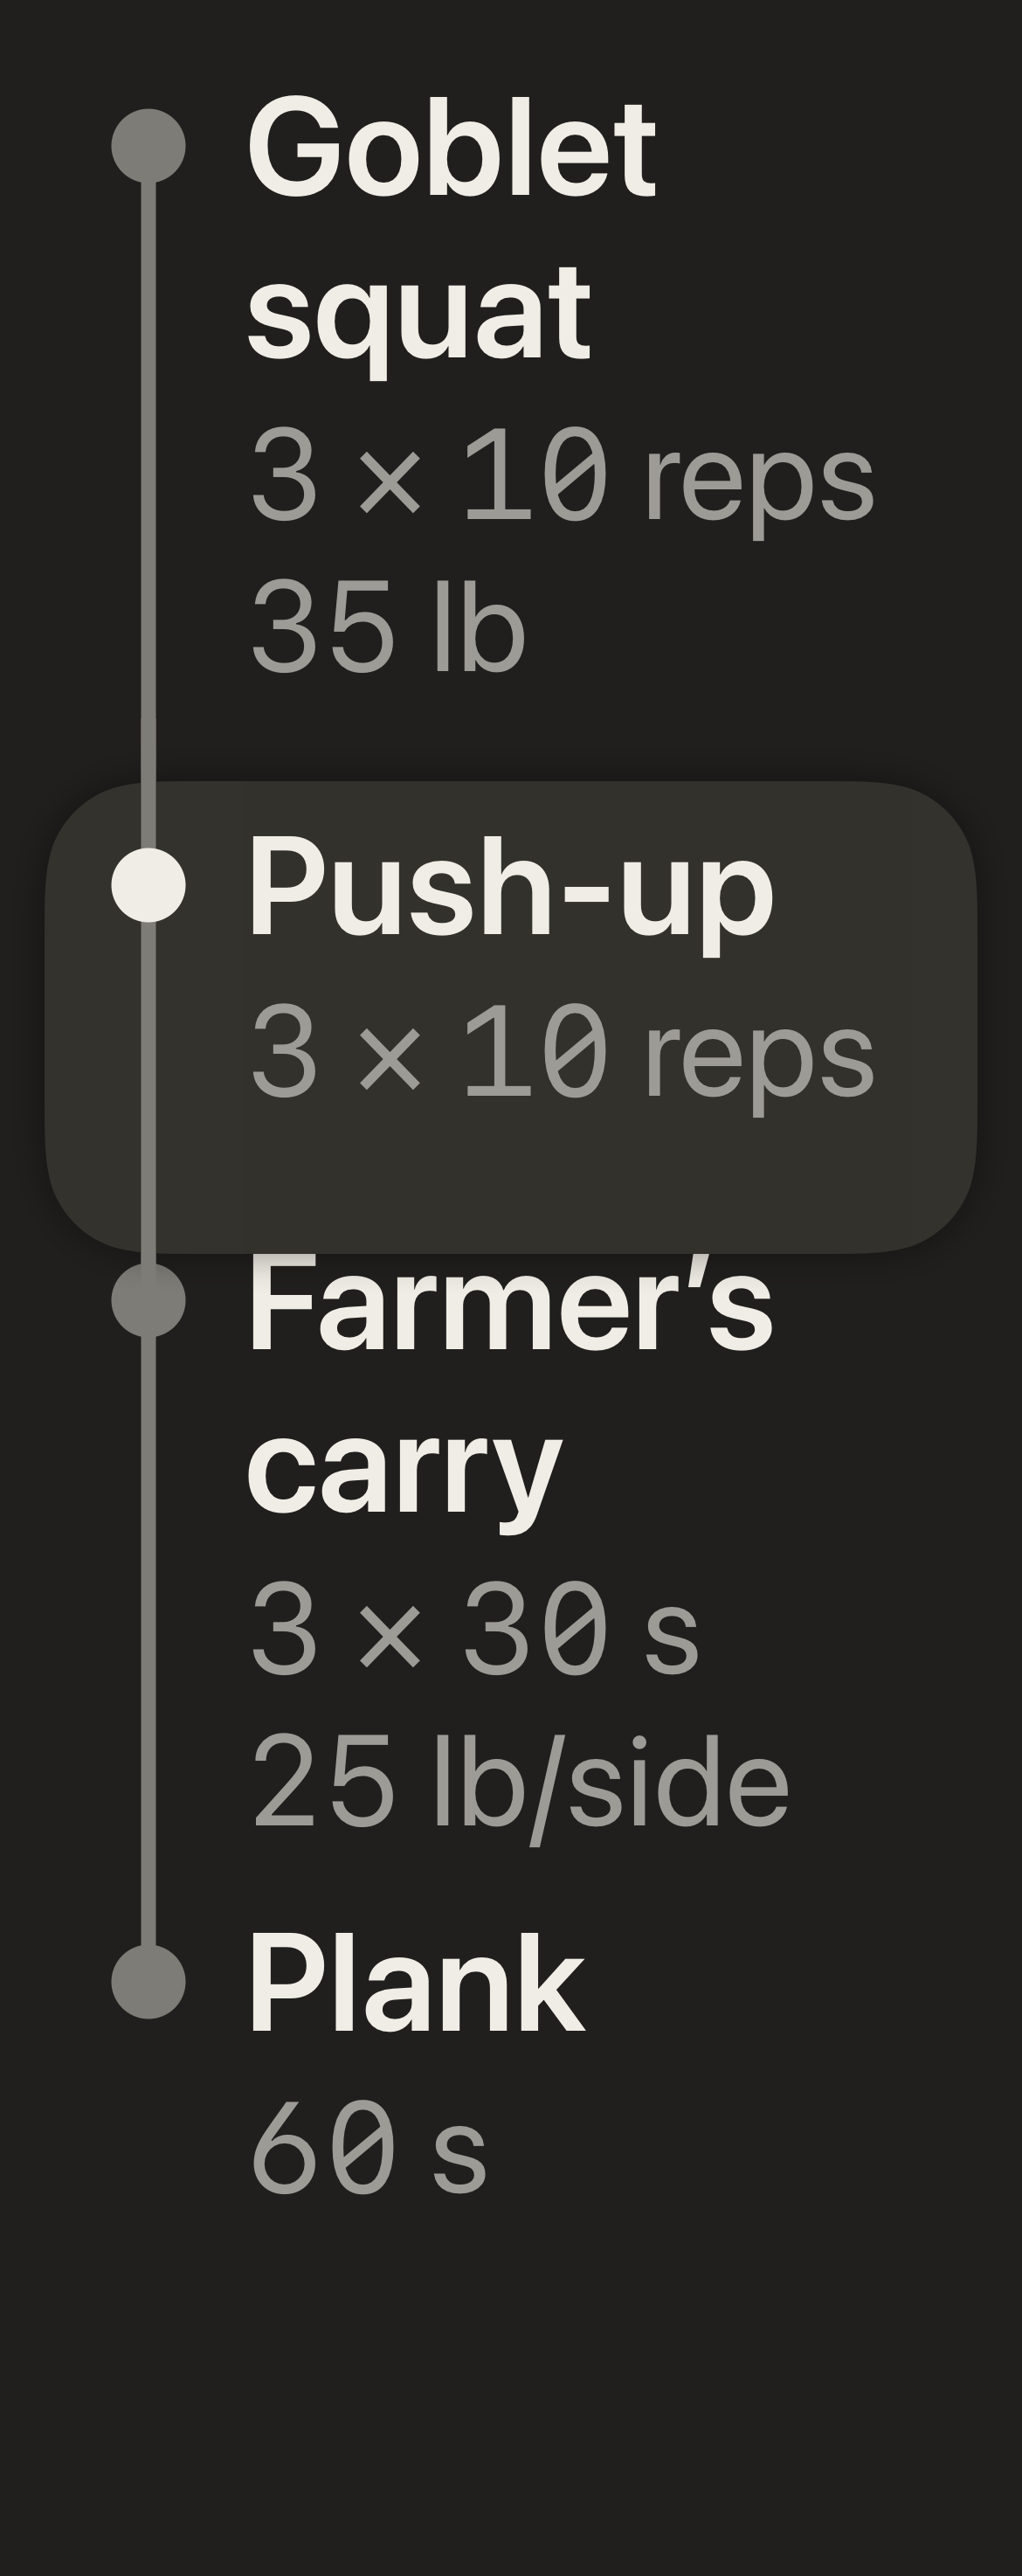 Goblet
squat
3 × 10 reps
35 lb
Push-up
3 × 10 reps
Farmer’s
carry
3 × 30 s
25 lb/side
Plank
60 s